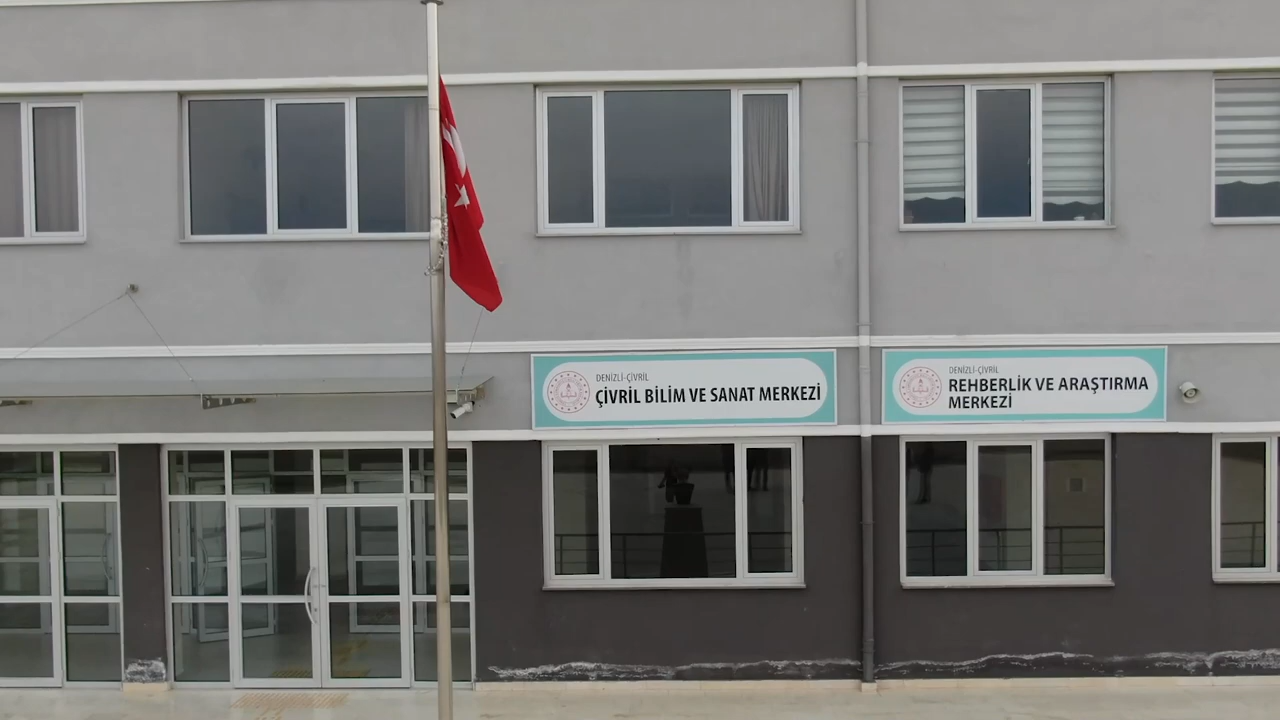 DENİZLİ-ÇİVRİL
ÇİVRİL BİLİM VE SANAT MERKEZİ
DENİZLİ-ÇİVRİL
REHBERLİK VE ARAŞTIRMA
MERKEZİ